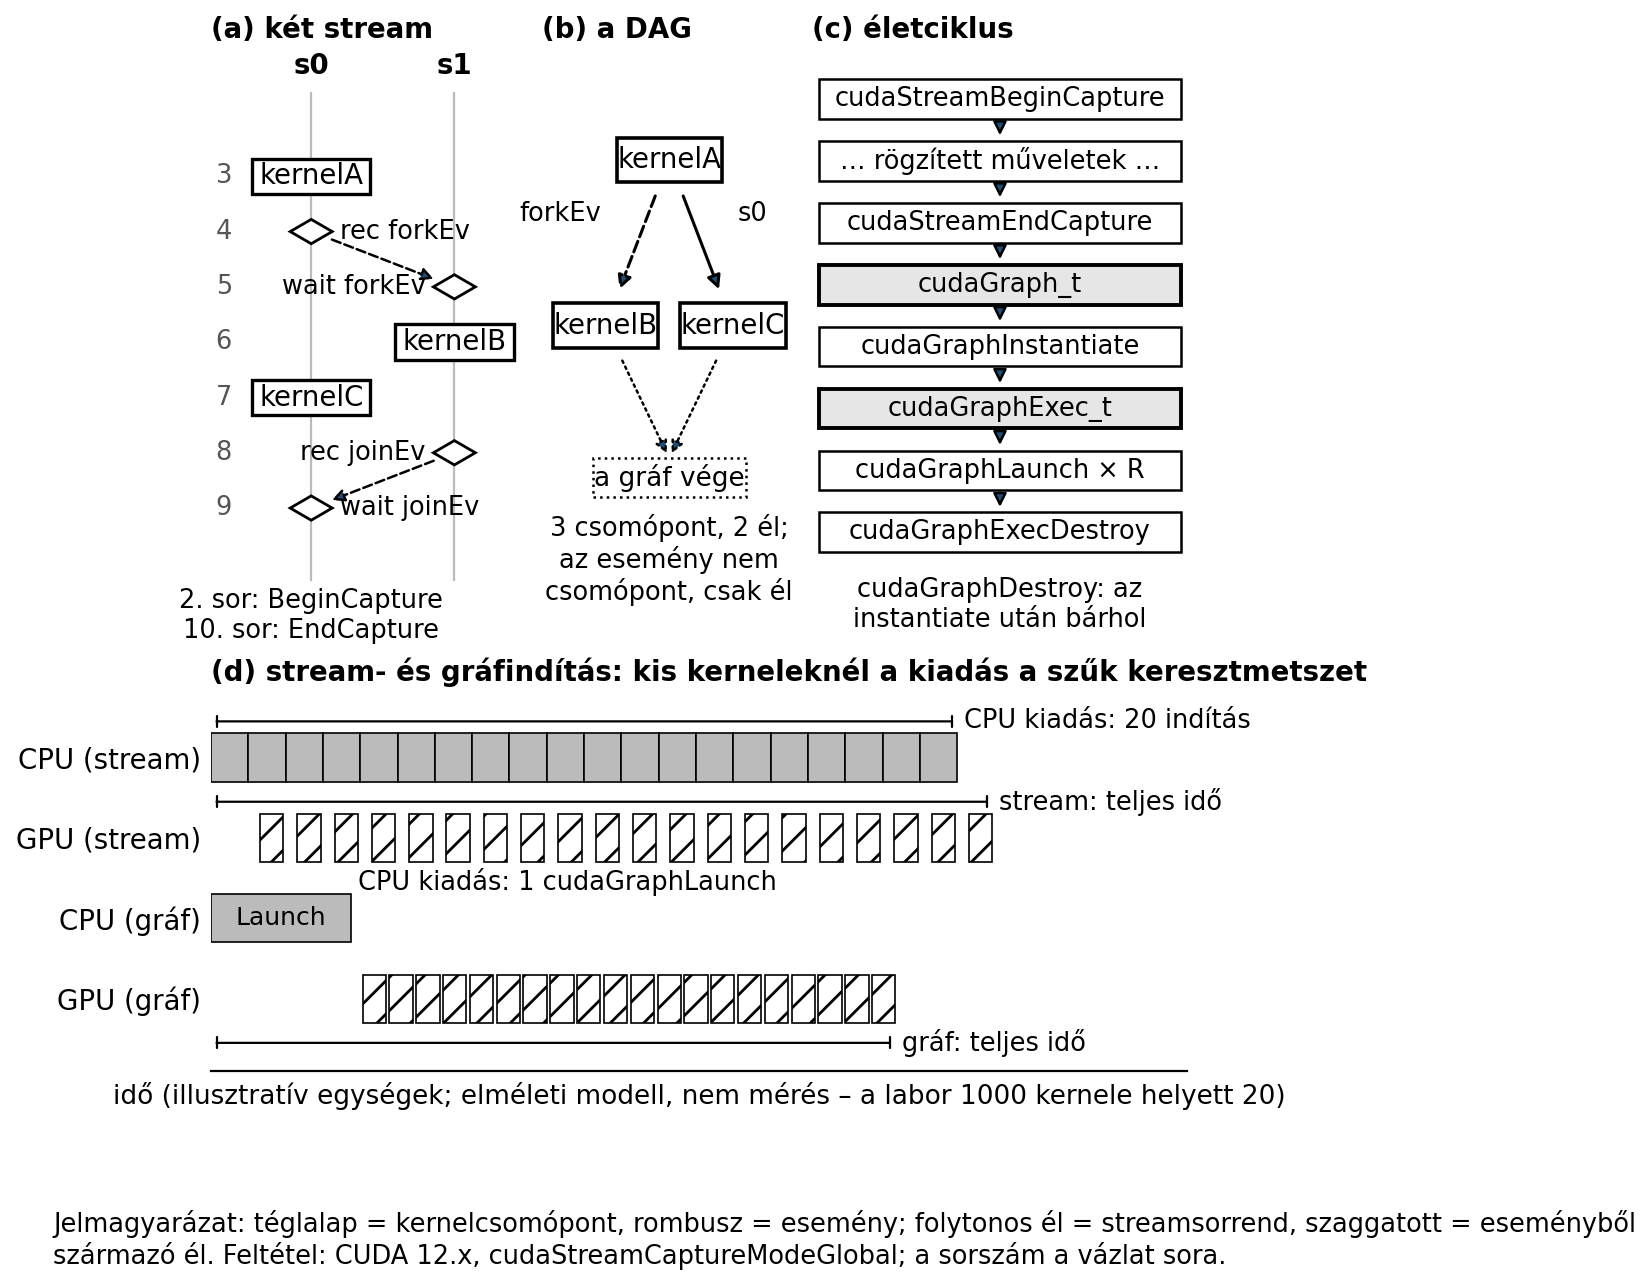 (a) két stream
s0
s1
3
kernelA
4
rec forkEv
5
wait forkEv
6
kernelB
7
kernelC
8
rec joinEv
9
wait joinEv
2. sor: BeginCapture
10. sor: EndCapture
(b) a DAG
kernelA
forkEv
s0
kernelB
kernelC
a gráf vége
3 csomópont, 2 él;
az esemény nem
csomópont, csak él
(c) életciklus
cudaStreamBeginCapture
... rögzített műveletek ...
cudaStreamEndCapture
cudaGraph_t
cudaGraphInstantiate
cudaGraphExec_t
cudaGraphLaunch × R
cudaGraphExecDestroy
cudaGraphDestroy: az
instantiate után bárhol
(d) stream- és gráfindítás: kis kerneleknél a kiadás a szűk keresztmetszet
CPU kiadás: 20 indítás
CPU (stream)
stream: teljes idő
GPU (stream)
CPU kiadás: 1 cudaGraphLaunch
CPU (gráf)
Launch
GPU (gráf)
gráf: teljes idő
idő (illusztratív egységek; elméleti modell, nem mérés – a labor 1000 kernele helyett 20)
Jelmagyarázat: téglalap = kernelcsomópont, rombusz = esemény; folytonos él = streamsorrend, szaggatott = eseményből
származó él. Feltétel: CUDA 12.x, cudaStreamCaptureModeGlobal; a sorszám a vázlat sora.